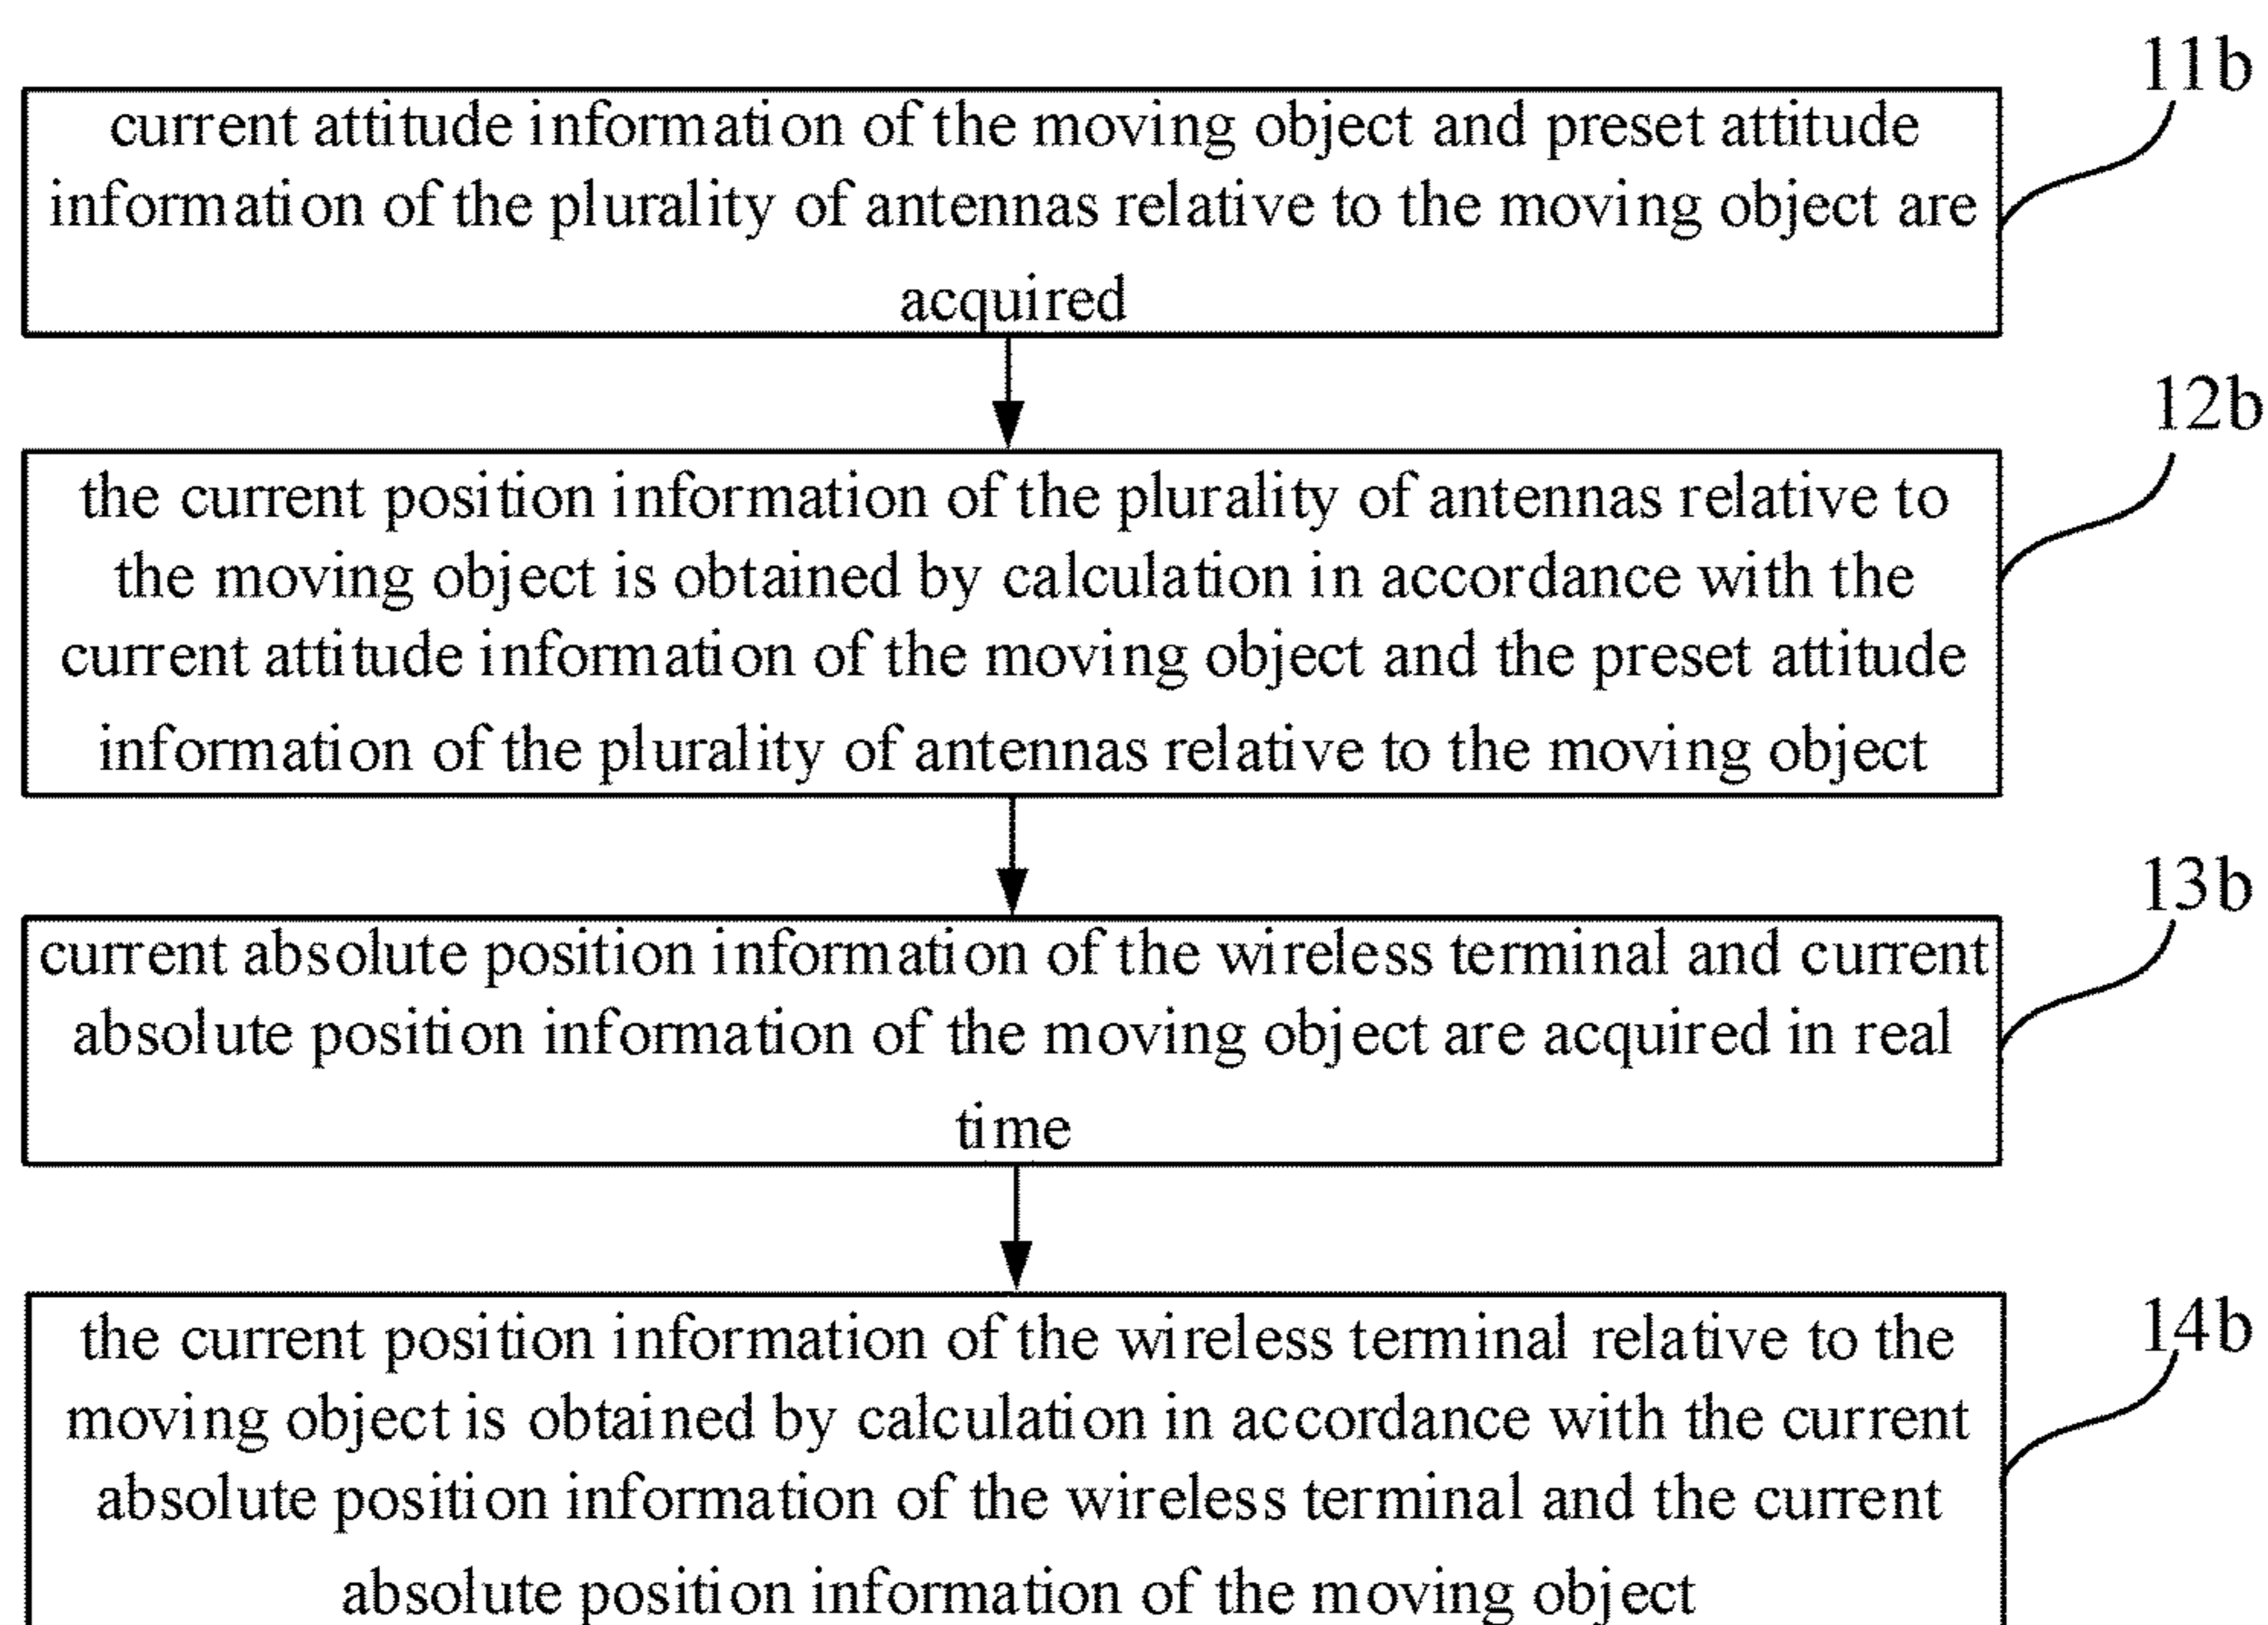 11b
current attitude information of the moving object and preset attitude
information of the plurality of antennas relative to the moving object are
acquired
12b
the current position information of the plurality of antennas relative to
the moving object is obtained by calculation in accordance with the
current attitude information of the moving object and the preset attitude
information of the plurality of antennas relative to the moving object
13b
current absolute position information of the wireless terminal and current
absolute position information of the moving object are acquired in real
time
14b
the current position information of the wireless terminal relative to the
moving object is obtained by calculation in accordance with the current
absolute position information of the wireless terminal and the current
absolute position information of the moving object